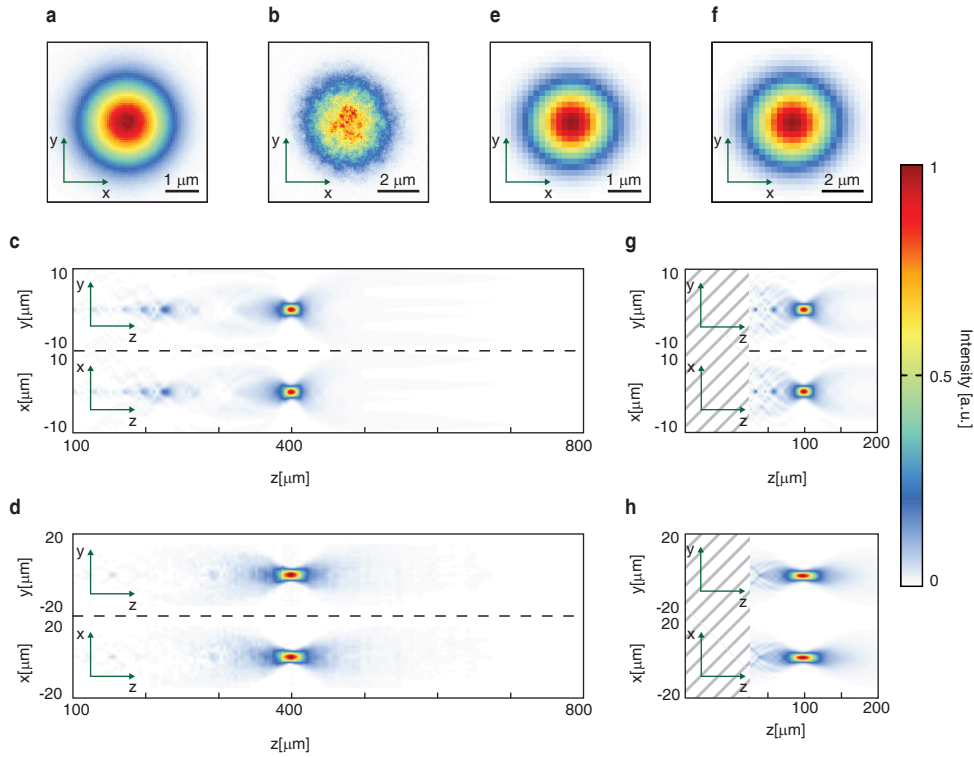 a
b
e
f
y
x
1 μm
y
x
2 μm
y
x
1 μm
y
x
2 μm
c
10
y[μm]
-10
10
x[μm]
-10
y
z
x
z
100
400
800
z[μm]
g
10
y[μm]
-10
10
x[μm]
-10
y
z
x
z
100
200
z[μm]
d
20
y[μm]
-20
20
x[μm]
-20
y
z
x
z
100
400
800
z[μm]
h
20
y[μm]
-20
20
x[μm]
-20
y
z
x
z
100
200
z[μm]
1
0.5
0
Intensity [a.u.]